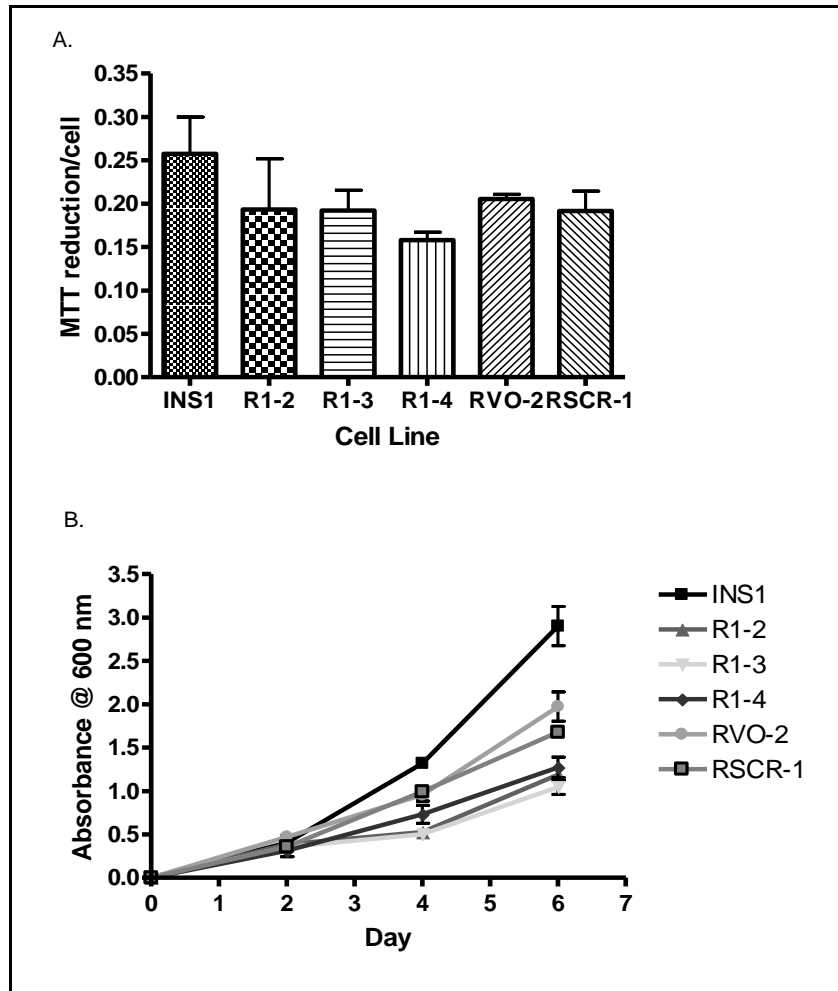 A.
MTT reduction/cell
0.35
0.30
0.25
0.20
0.15
0.10
0.05
0.00
INS1 R1-2 R1-3 R1-4 RVO-2 RSCR-1
Cell Line
B.
Absorbance @ 600 nm
3.5
3.0
2.5
2.0
1.5
1.0
0.5
0.0
0 1 2 3 4 5 6 7
Day
INS1
R1-2
R1-3
R1-4
RVO-2
RSCR-1